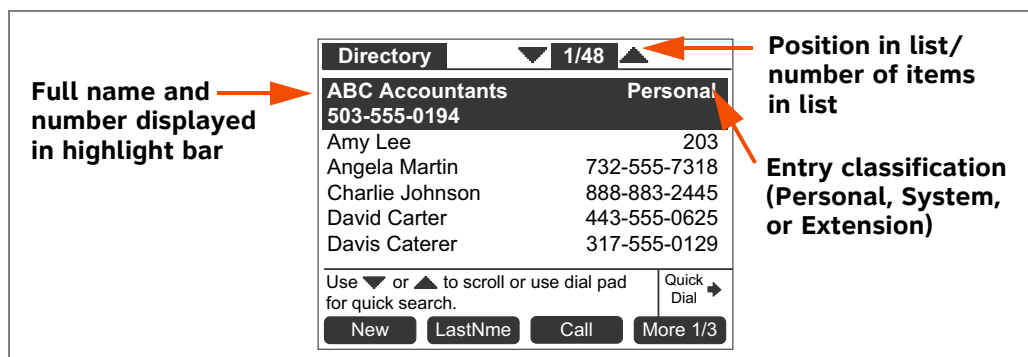 Full name and
number displayed
in highlight bar
Directory ▼ 1/48 ▲
ABC Accountants Personal
503-555-0194
Amy Lee 203
Angela Martin 732-555-7318
Charlie Johnson 888-883-2445
David Carter 443-555-0625
Davis Caterer 317-555-0129
Use ▼ or ▲ to scroll or use dial pad
for quick search.
Quick
Dial
New LastNme Call More 1/3
Position in list/
number of items
in list
Entry classification
(Personal, System,
or Extension)